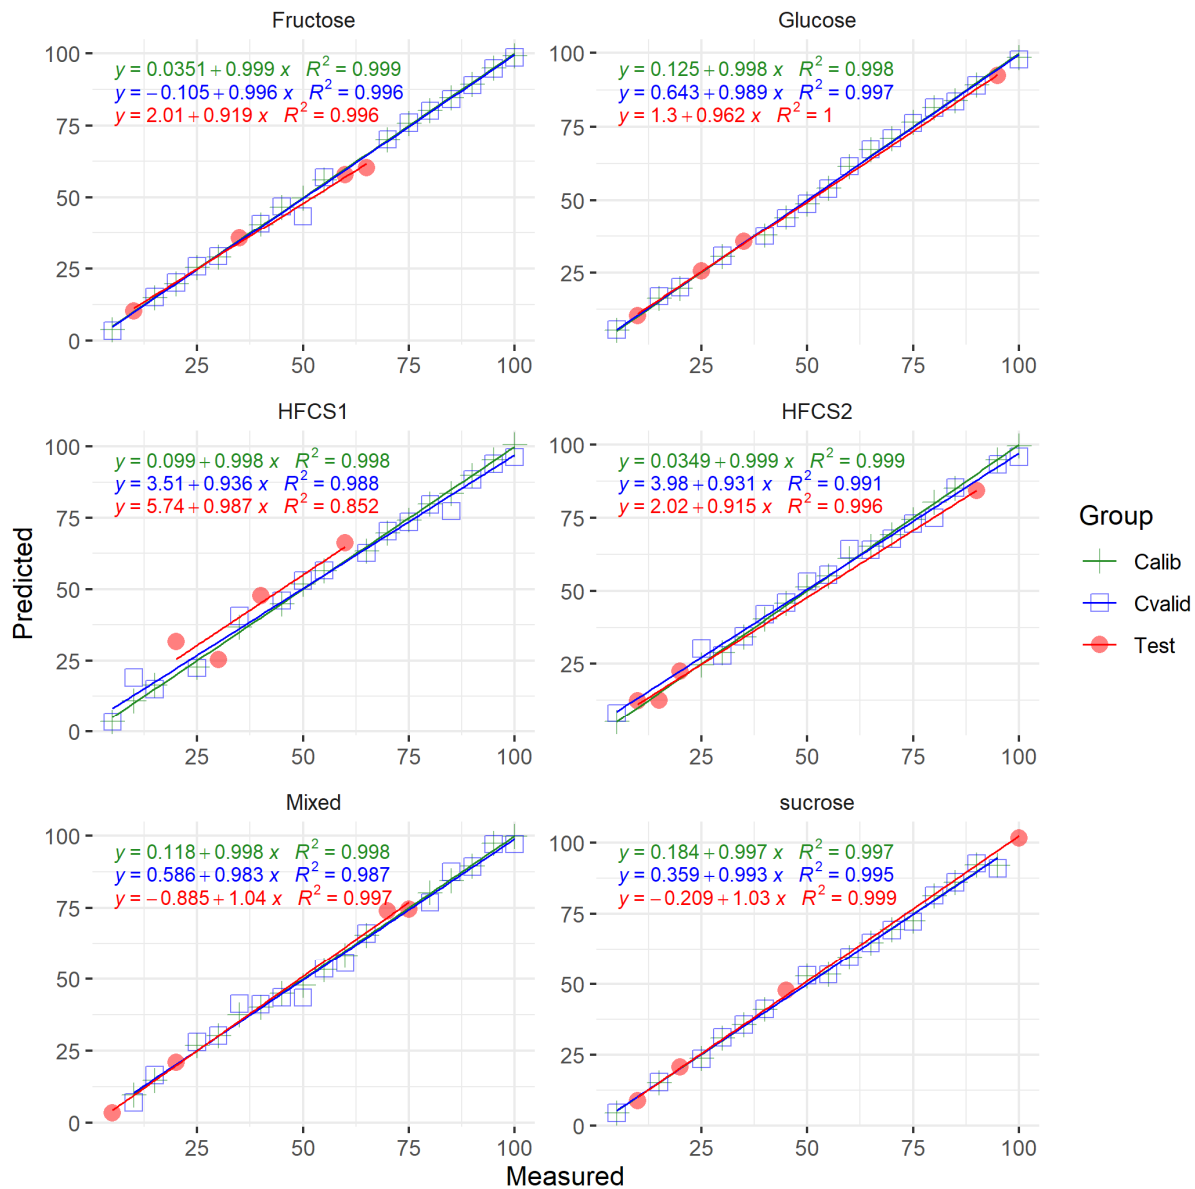 Fructose
y = 0.0351 + 0.999 x R² = 0.999
y = −0.105 + 0.996 x R² = 0.996
y = 2.01 + 0.919 x R² = 0.996
100
75
50
25
0
25 50 75 100
Glucose
y = 0.125 + 0.998 x R² = 0.998
y = 0.643 + 0.989 x R² = 0.997
y = 1.3 + 0.962 x R² = 1
100
75
50
25
25 50 75 100
HFCS1
y = 0.099 + 0.998 x R² = 0.998
y = 3.51 + 0.936 x R² = 0.988
y = 5.74 + 0.987 x R² = 0.852
100
75
50
25
0
25 50 75 100
HFCS2
y = 0.0349 + 0.999 x R² = 0.999
y = 3.98 + 0.931 x R² = 0.991
y = 2.02 + 0.915 x R² = 0.996
100
75
50
25
25 50 75 100
Mixed
y = 0.118 + 0.998 x R² = 0.998
y = 0.586 + 0.983 x R² = 0.987
y = −0.885 + 1.04 x R² = 0.997
100
75
50
25
0
25 50 75 100
sucrose
y = 0.184 + 0.997 x R² = 0.997
y = 0.359 + 0.993 x R² = 0.995
y = −0.209 + 1.03 x R² = 0.999
100
75
50
25
0
25 50 75 100
Predicted
Measured
Group
Calib
Cvalid
Test